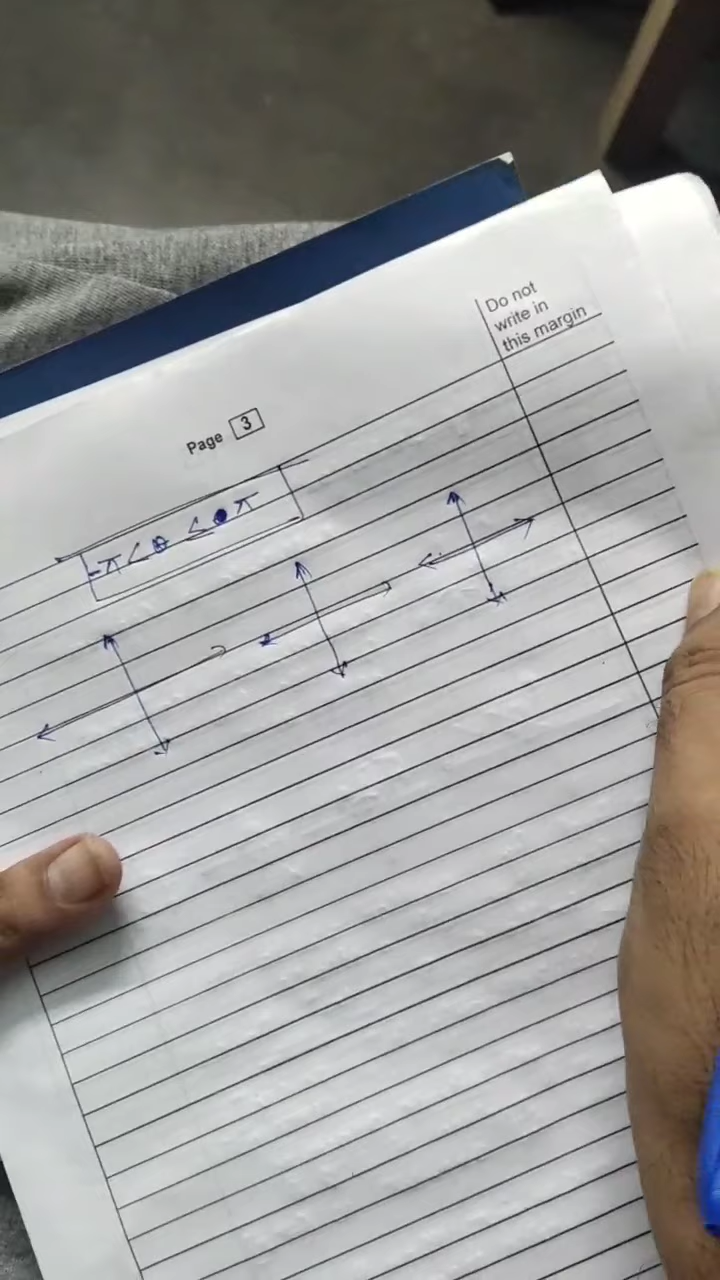 Do not
write in
this margin
Page 3
-π < θ ≤ π